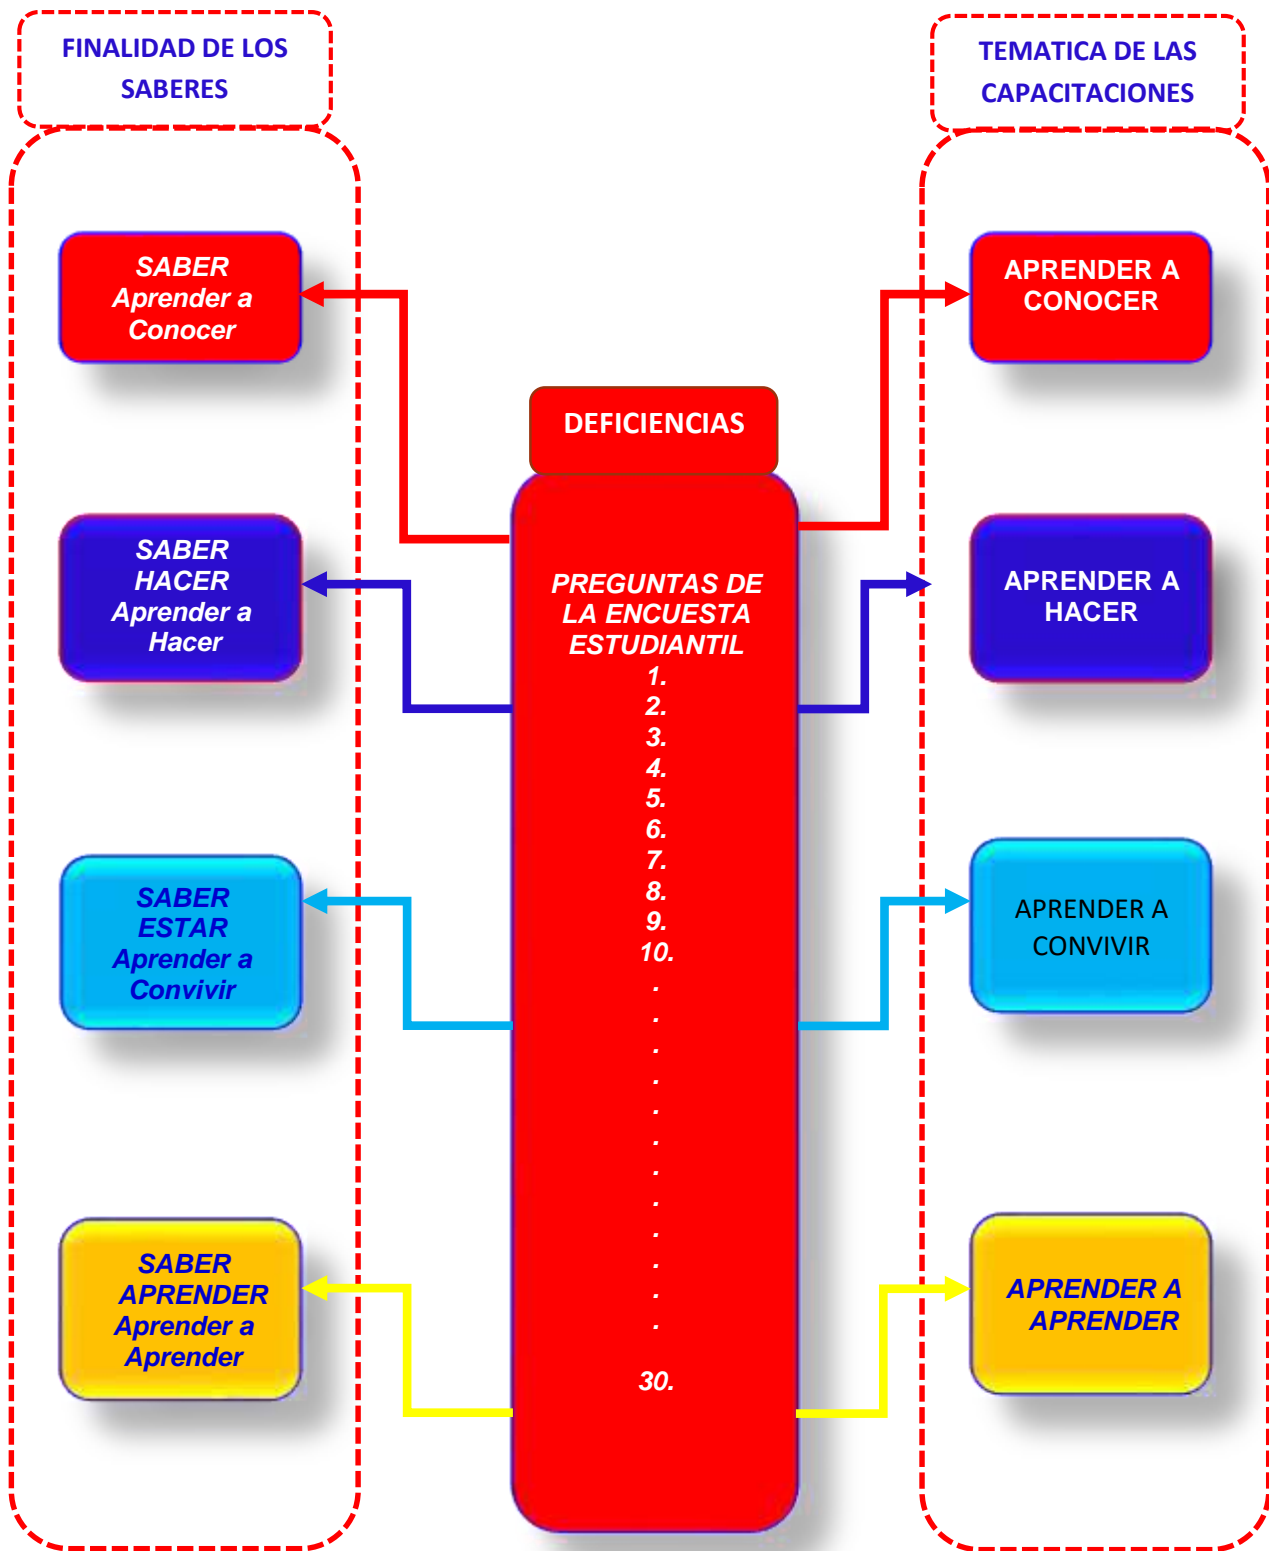 FINALIDAD DE LOS
SABERES
SABER
Aprender a
Conocer
SABER
HACER
Aprender a
Hacer
SABER
ESTAR
Aprender a
Convivir
SABER
APRENDER
Aprender a
Aprender
DEFICIENCIAS
PREGUNTAS DE
LA ENCUESTA
ESTUDIANTIL
1.
2.
3.
4.
5.
6.
7.
8.
9.
10.
.
.
.
.
.
.
.
.
.
.
.
.
30.
TEMATICA DE LAS
CAPACITACIONES
APRENDER A
CONOCER
APRENDER A
HACER
APRENDER A
CONVIVIR
APRENDER A
APRENDER